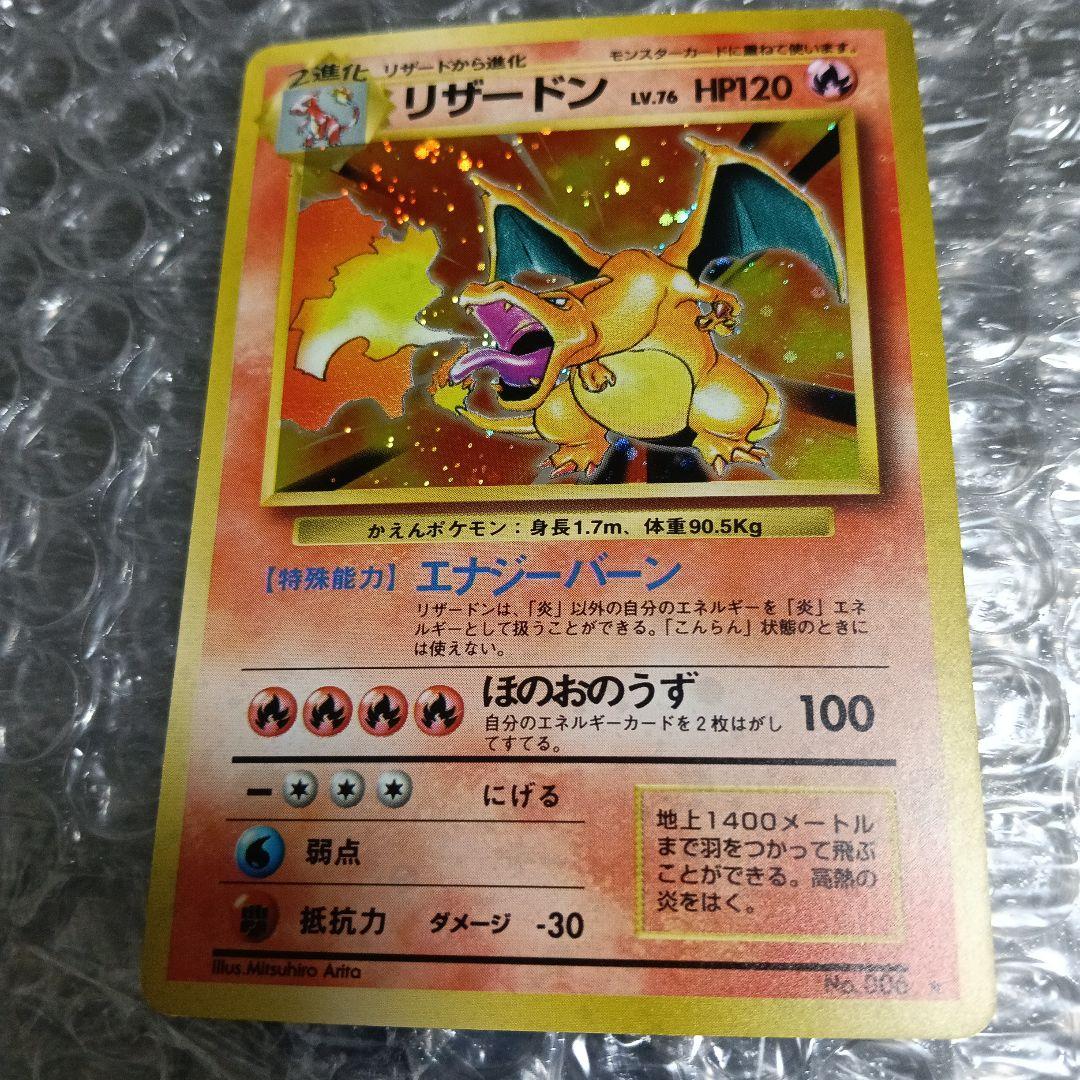 2進化 リザードから進化 モンスターカードに重ねて使います。
リザードン LV.76 HP120
かえんポケモン：身長1.7m、体重90.5Kg
【特殊能力】エナジーバーン
リザードンは、「炎」以外の自分のエネルギーを「炎」エネ
ルギーとして扱うことができる。「こんらん」状態のときに
は使えない。
ほのおのうず 100
自分のエネルギーカードを2枚はがし
てすてる。
にげる
弱点
抵抗力 ダメージ -30
地上1400メートル
まで羽をつかって飛ぶ
ことができる。高熱の
炎をはく。
Illus.Mitsuhiro Arita
No.006 ★